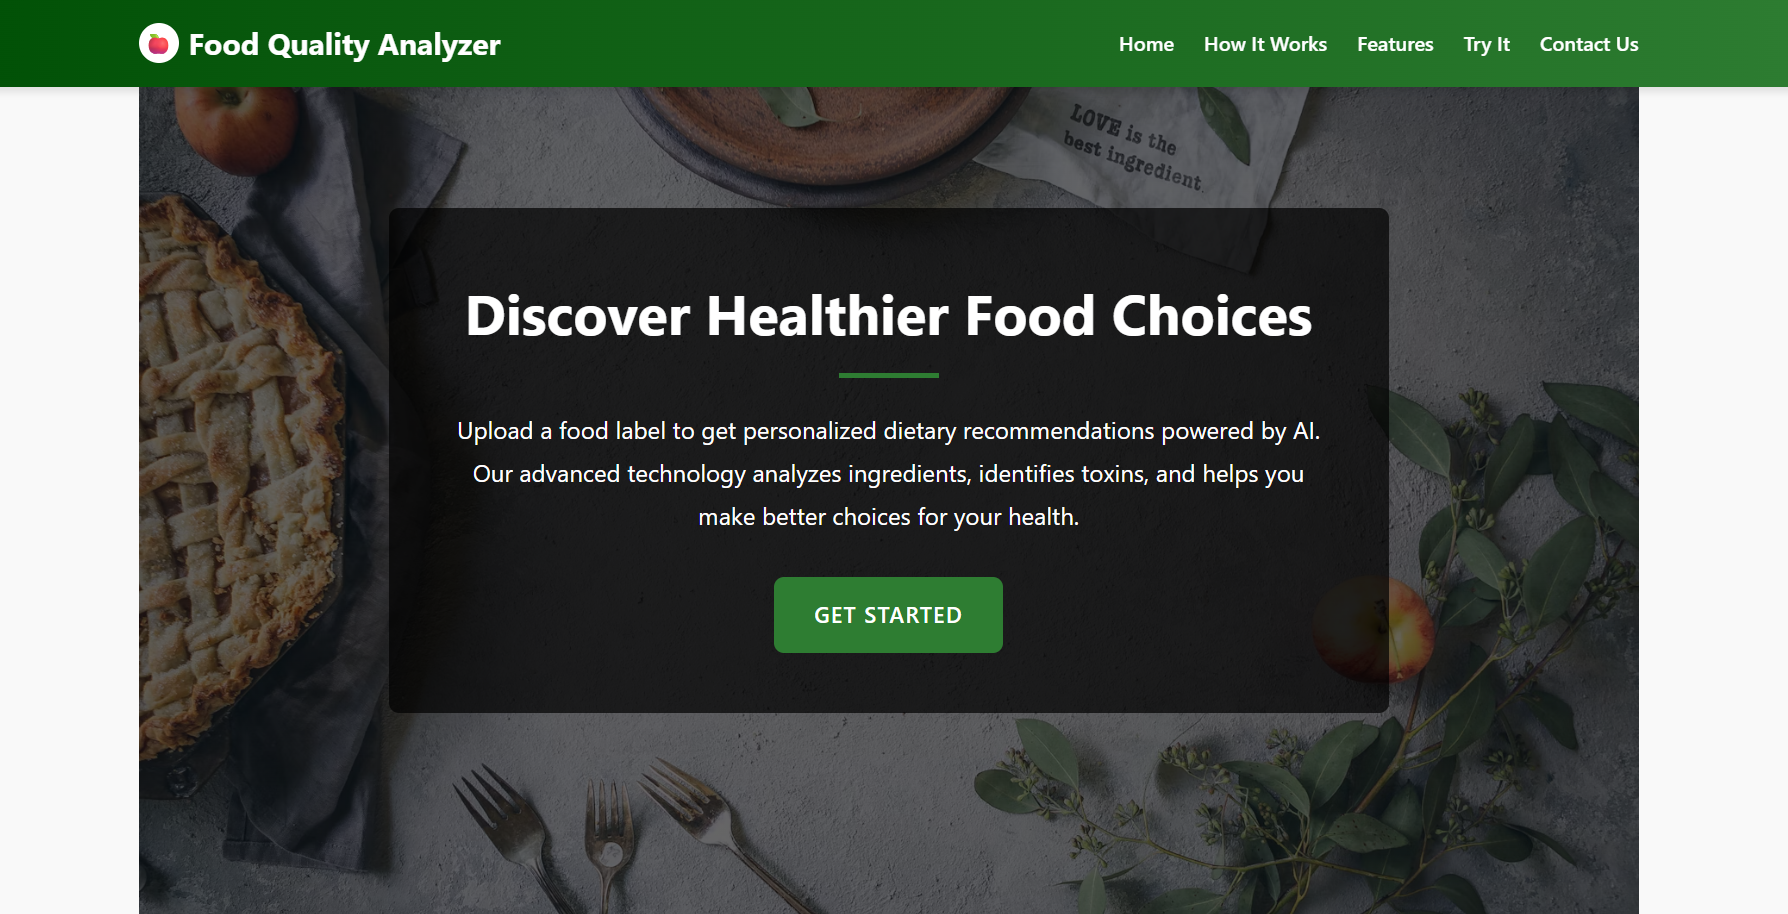 Food Quality Analyzer
Home
How It Works
Features
Try It
Contact Us
LOVE is the
best ingredient.
Discover Healthier Food Choices
Upload a food label to get personalized dietary recommendations powered by AI.
Our advanced technology analyzes ingredients, identifies toxins, and helps you
make better choices for your health.
GET STARTED